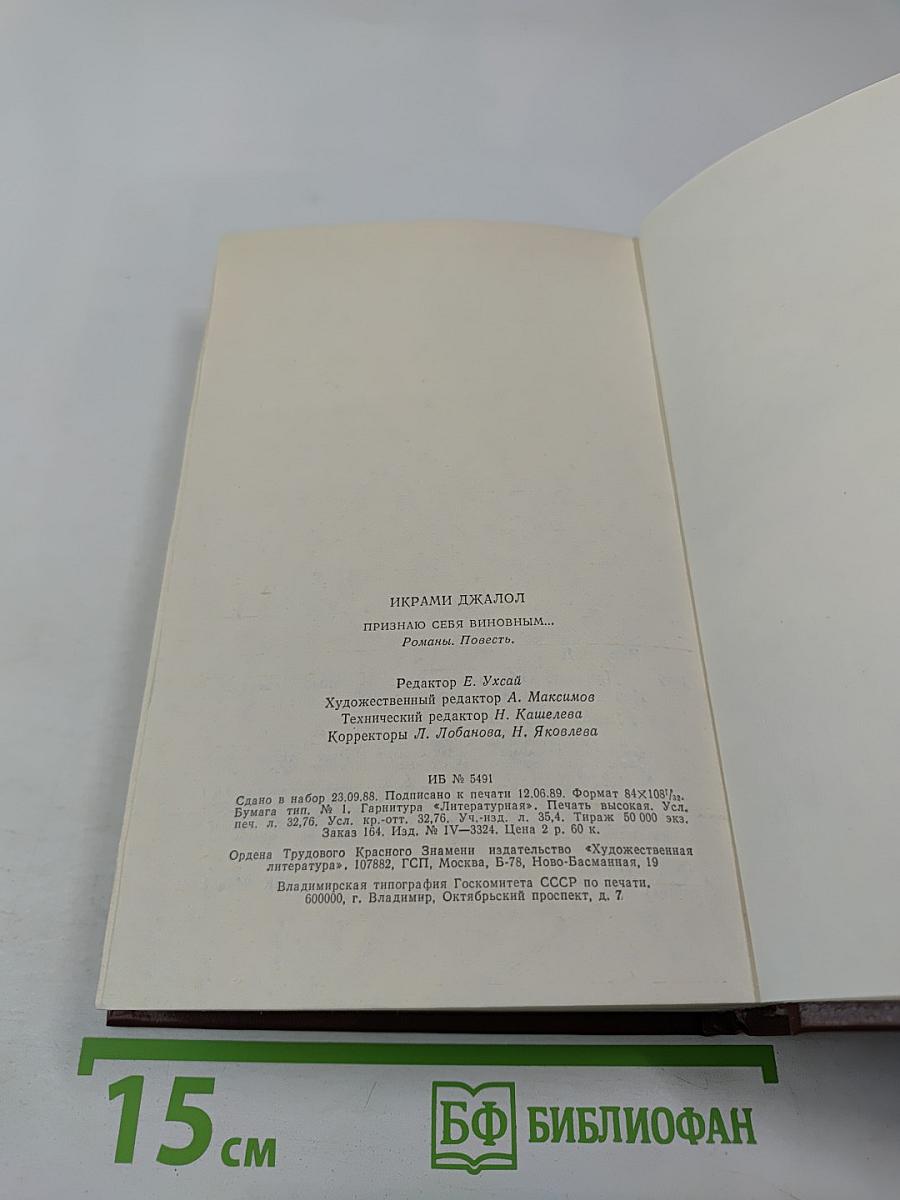 ИКРАМИ ДЖАЛОЛ
ПРИЗНАЮ СЕБЯ ВИНОВНЫМ...
Романы. Повесть.
Редактор Е. Ухсай
Художественный редактор А. Максимов
Технический редактор Н. Кашелева
Корректоры Л. Лобанова, Н. Яковлева
ИБ № 5491
Сдано в набор 23.09.88. Подписано к печати 12.06.89. Формат 84×108¹/₃₂.
Бумага тип. № 1. Гарнитура «Литературная». Печать высокая. Усл.
печ. л. 32,76. Усл. кр.-отт. 32,76. Уч.-изд. л. 35,4. Тираж 50 000 экз.
Заказ 164. Изд. № IV—3324. Цена 2 р. 60 к.
Ордена Трудового Красного Знамени издательство «Художественная
литература». 107882, ГСП, Москва, Б-78, Ново-Басманная, 19
Владимирская типография Госкомитета СССР по печати.
600000, г. Владимир, Октябрьский проспект, д. 7.
15 см
БФ БИБЛИОФАН